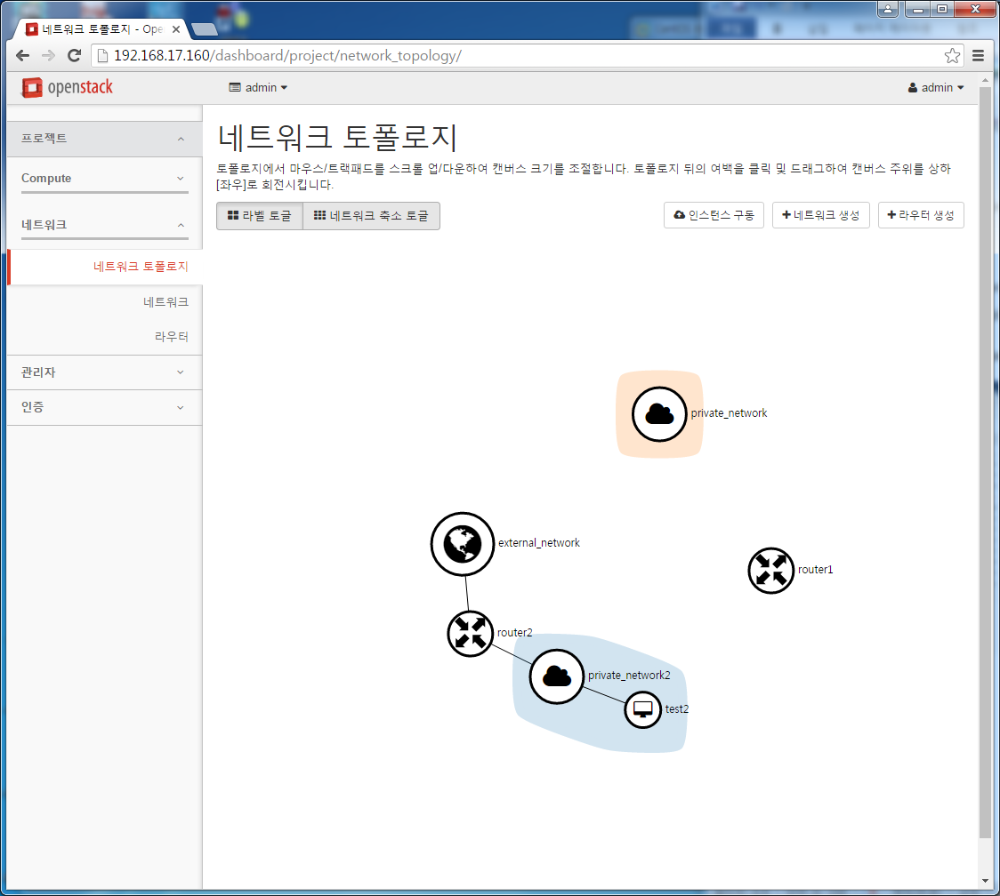 네트워크 토폴로지 - Ope
192.168.17.160/dashboard/project/network_topology/
openstack
admin
admin
프로젝트
Compute
네트워크
네트워크 토폴로지
네트워크
라우터
관리자
인증
네트워크 토폴로지
토폴로지에서 마우스/트랙패드를 스크롤 업/다운하여 캔버스 크기를 조절합니다. 토폴로지 뒤의 여백을 클릭 및 드래그하여 캔버스 주위를 상하
[좌우]로 회전시킵니다.
라벨 토글
네트워크 축소 토글
인스턴스 구동
네트워크 생성
라우터 생성
private_network
external_network
router1
router2
private_network2
test2